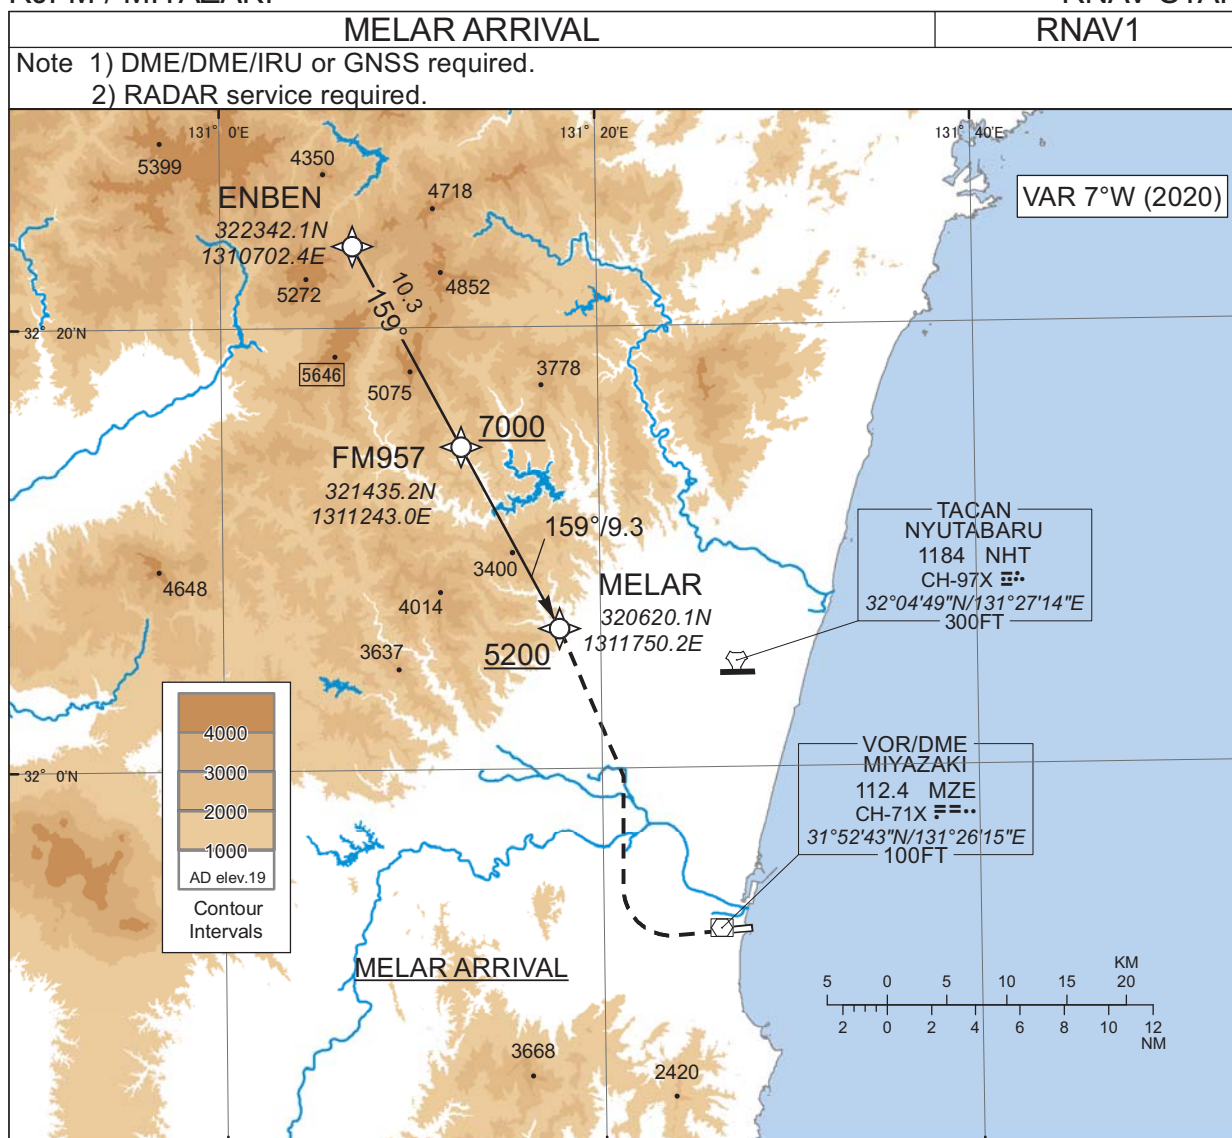 MELAR ARRIVAL
RNAV1
Note 1) DME/DME/IRU or GNSS required.
2) RADAR service required.
131° 0'E
131° 20'E
131° 40'E
VAR 7°W (2020)
5399
4350
4718
ENBEN
322342.1N
1310702.4E
5272
4852
10.3
159°
32° 20'N
5646
5075
3778
7000
FM957
321435.2N
1311243.0E
159°/9.3
3400
4648
4014
MELAR
320620.1N
1311750.2E
5200
3637
TACAN
NYUTABARU
1184 NHT
CH-97X
32°04'49"N/131°27'14"E
300FT
VOR/DME
MIYAZAKI
112.4 MZE
CH-71X
31°52'43"N/131°26'15"E
100FT
32° 0'N
4000
3000
2000
1000
AD elev.19
Contour
Intervals
MELAR ARRIVAL
KM
5 0 5 10 15 20
2 0 2 4 6 8 10 12
NM
3668
2420